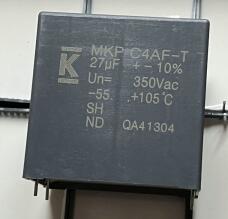 K
MKP C4AF-T
27µF + - 10%
Un= 350Vac
-55. .+105°C
SH
ND QA41304